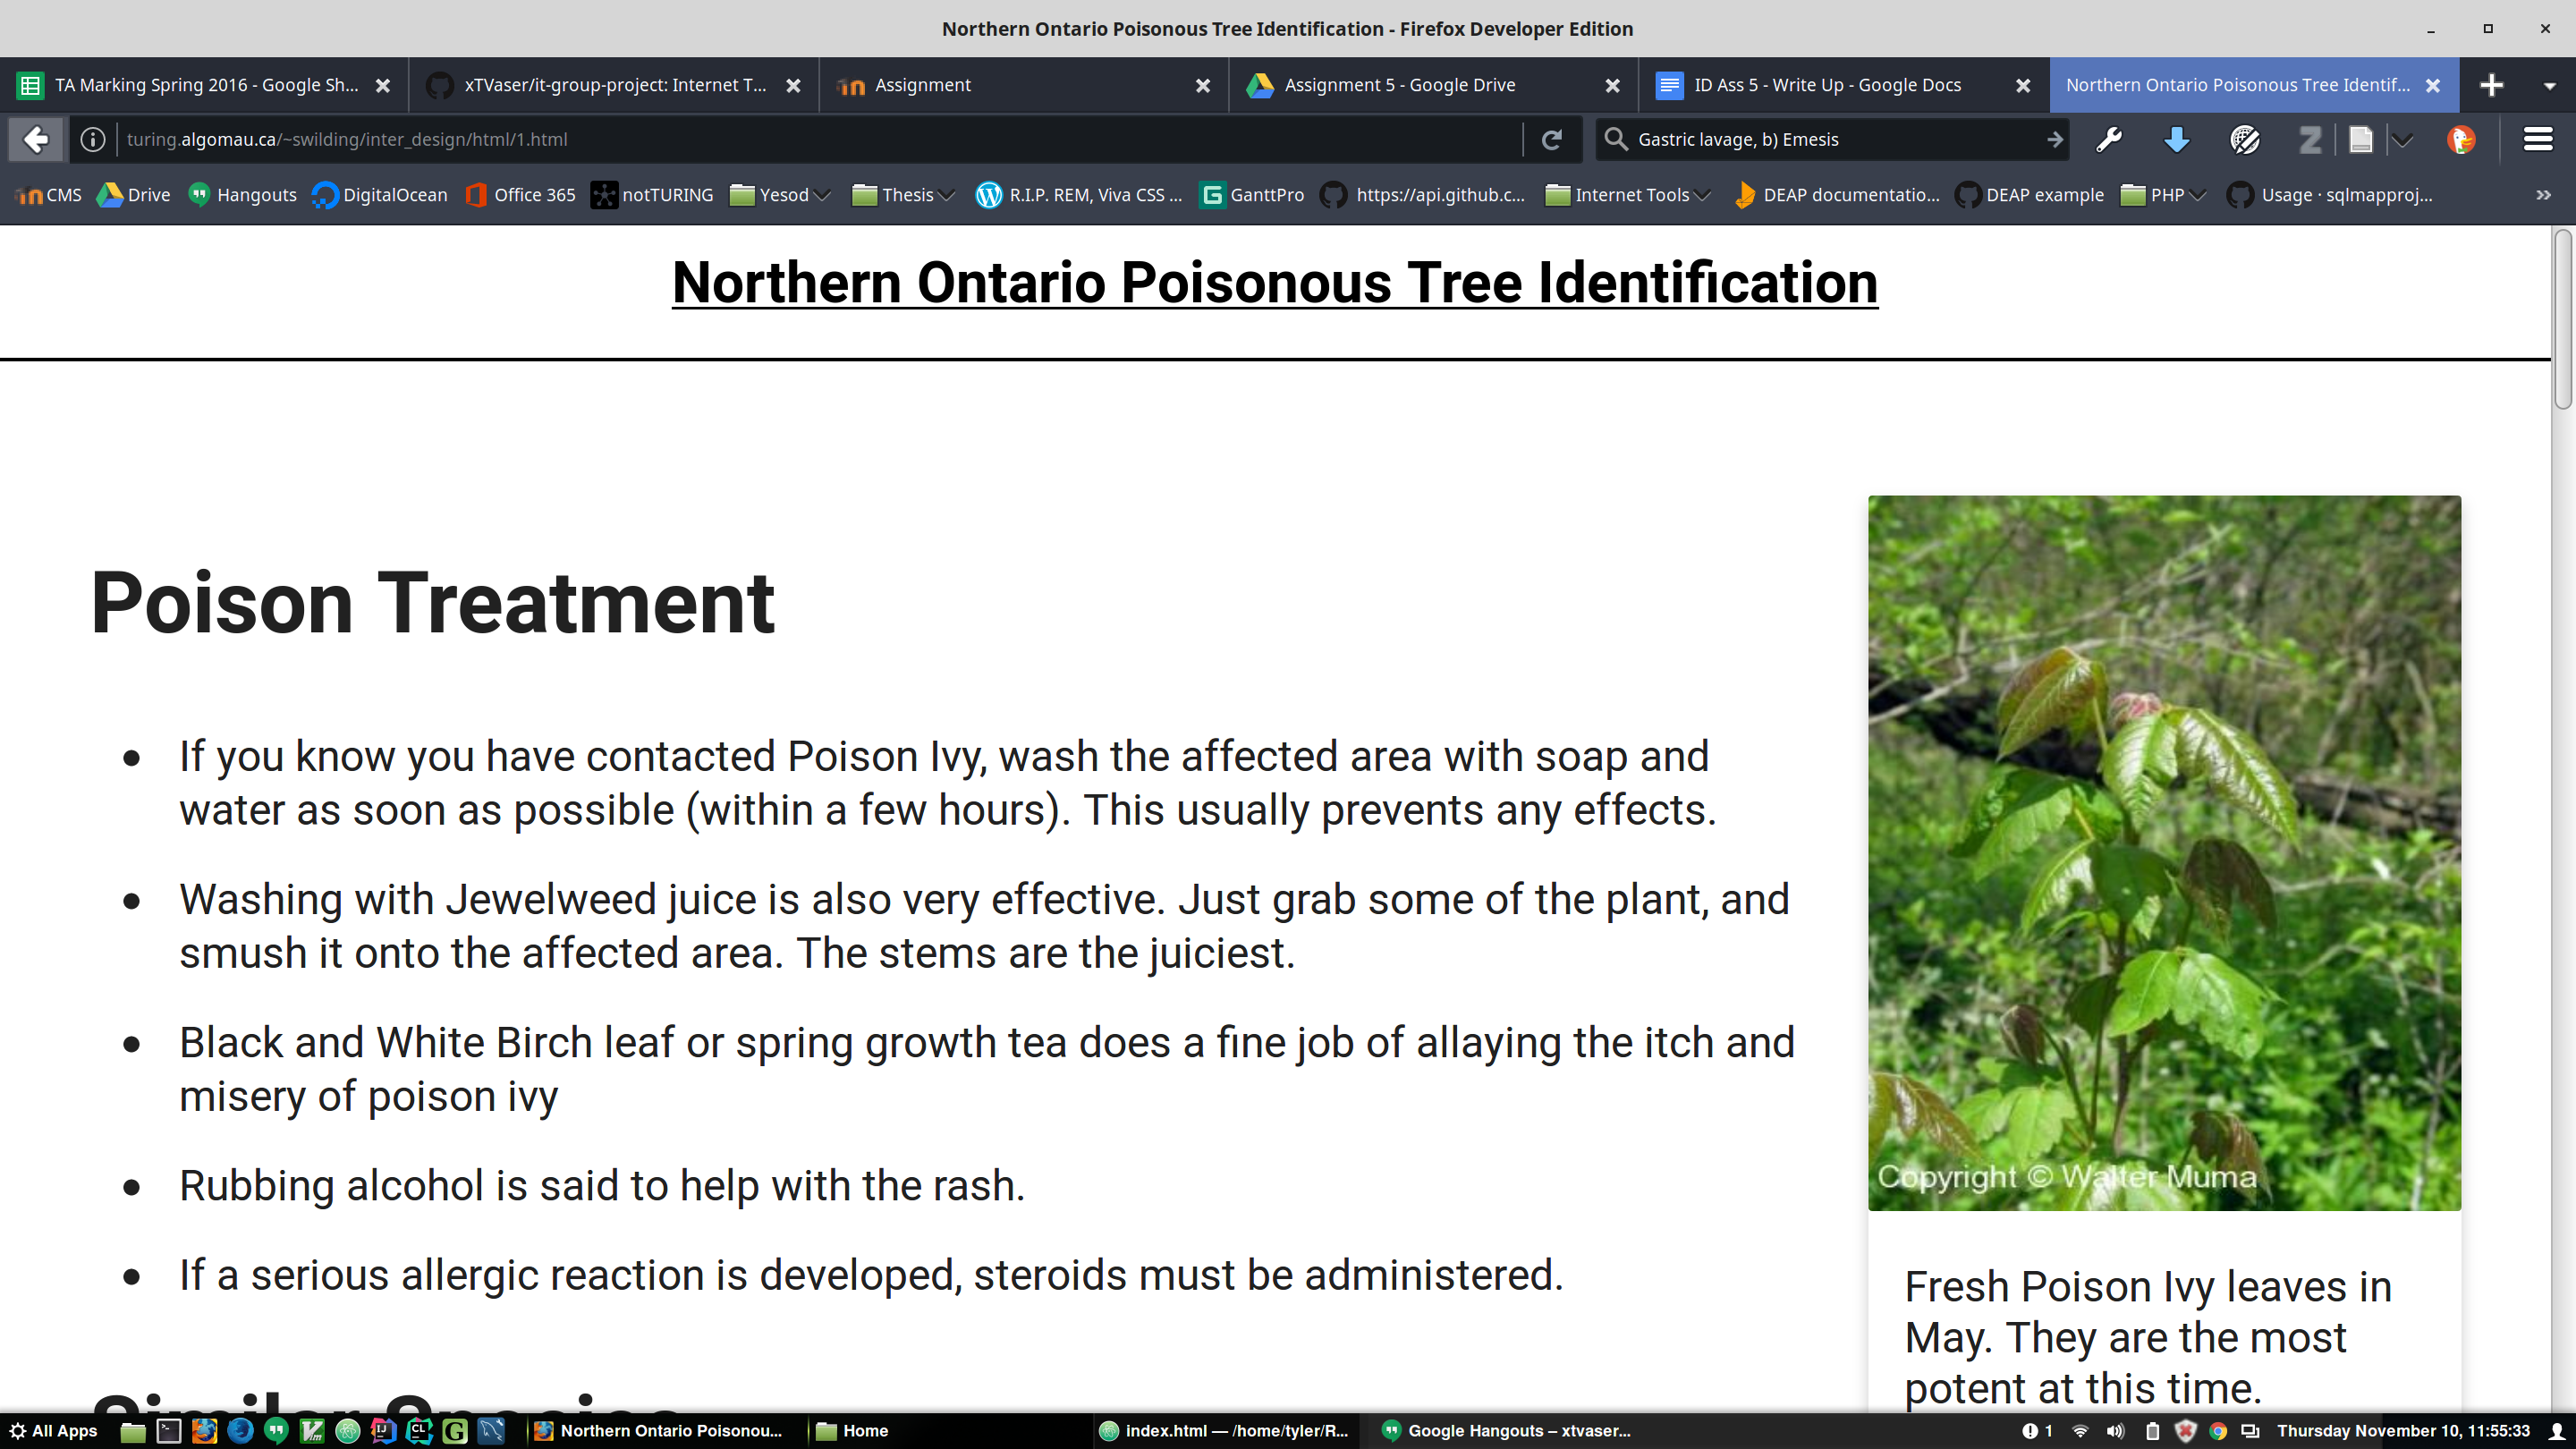 Northern Ontario Poisonous Tree Identification - Firefox Developer Edition
TA Marking Spring 2016 - Google Sh...
xTVaser/it-group-project: Internet T...
Assignment
Assignment 5 - Google Drive
ID Ass 5 - Write Up - Google Docs
Northern Ontario Poisonous Tree Identif...
turing.algomau.ca/~swilding/inter_design/html/1.html
Gastric lavage, b) Emesis
CMS
Drive
Hangouts
DigitalOcean
Office 365
notTURING
Yesod
Thesis
R.I.P. REM, Viva CSS ...
GanttPro
https://api.github.c...
Internet Tools
DEAP documentatio...
DEAP example
PHP
Usage · sqlmapproj...
Northern Ontario Poisonous Tree Identification
Poison Treatment
If you know you have contacted Poison Ivy, wash the affected area with soap and
water as soon as possible (within a few hours). This usually prevents any effects.
Washing with Jewelweed juice is also very effective. Just grab some of the plant, and
smush it onto the affected area. The stems are the juiciest.
Black and White Birch leaf or spring growth tea does a fine job of allaying the itch and
misery of poison ivy
Rubbing alcohol is said to help with the rash.
If a serious allergic reaction is developed, steroids must be administered.
Copyright © Walter Muma
Fresh Poison Ivy leaves in
May. They are the most
potent at this time.
Similar Species
All Apps
Northern Ontario Poisonou...
Home
index.html — /home/tyler/R...
Google Hangouts – xtvaser...
1
Thursday November 10, 11:55:33